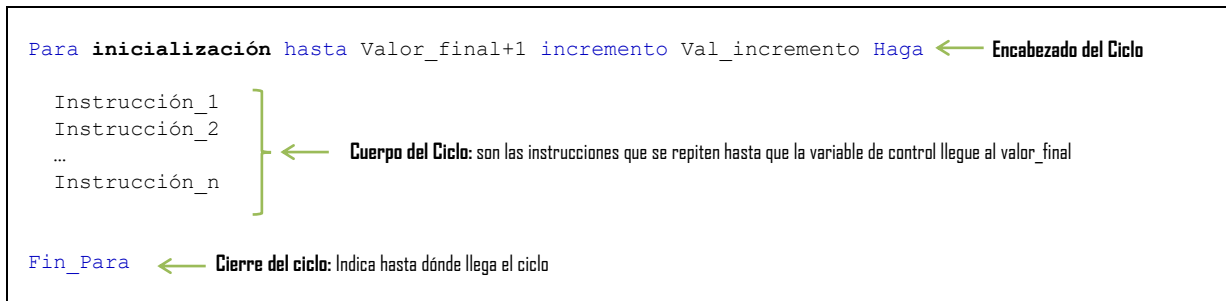 Para inicialización hasta Valor_final+1 incremento Val_incremento Haga Encabezado del Ciclo
Instrucción_1
Instrucción_2
…
Cuerpo del Ciclo: son las instrucciones que se repiten hasta que la variable de control llegue al valor_final
Instrucción_n
Fin_Para Cierre del ciclo: Indica hasta dónde llega el ciclo